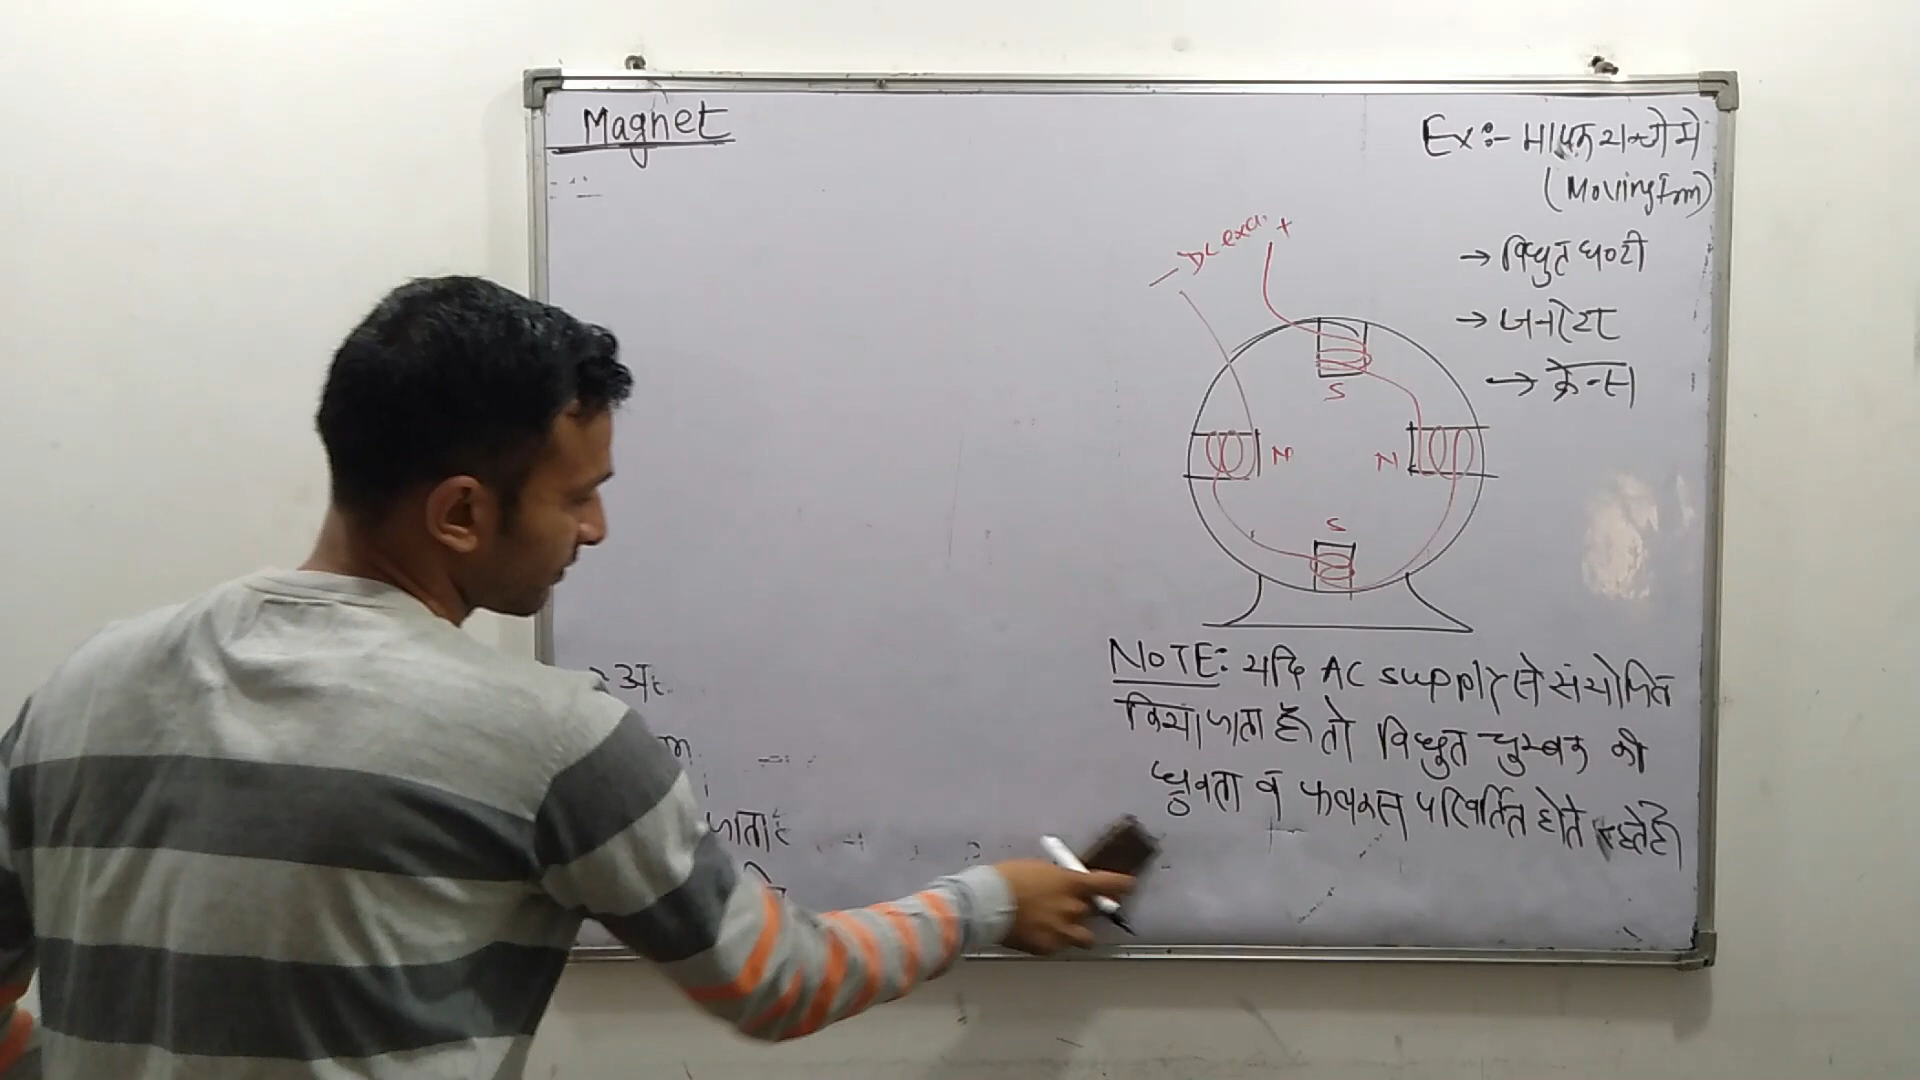 Magnet
Ex:- मापक यन्त्रो मे
(Moving Iron)
→ विधुत घण्टी
→ जनरेटर
→ क्रेन्स
- DC exci. +
S
N
N
S
NOTE: यदि AC supply से संयोजित
किया जाता है तो विधुत चुम्बक की
ध्रुवता व फलक्स परिवर्तित होते रहते है
जाता है